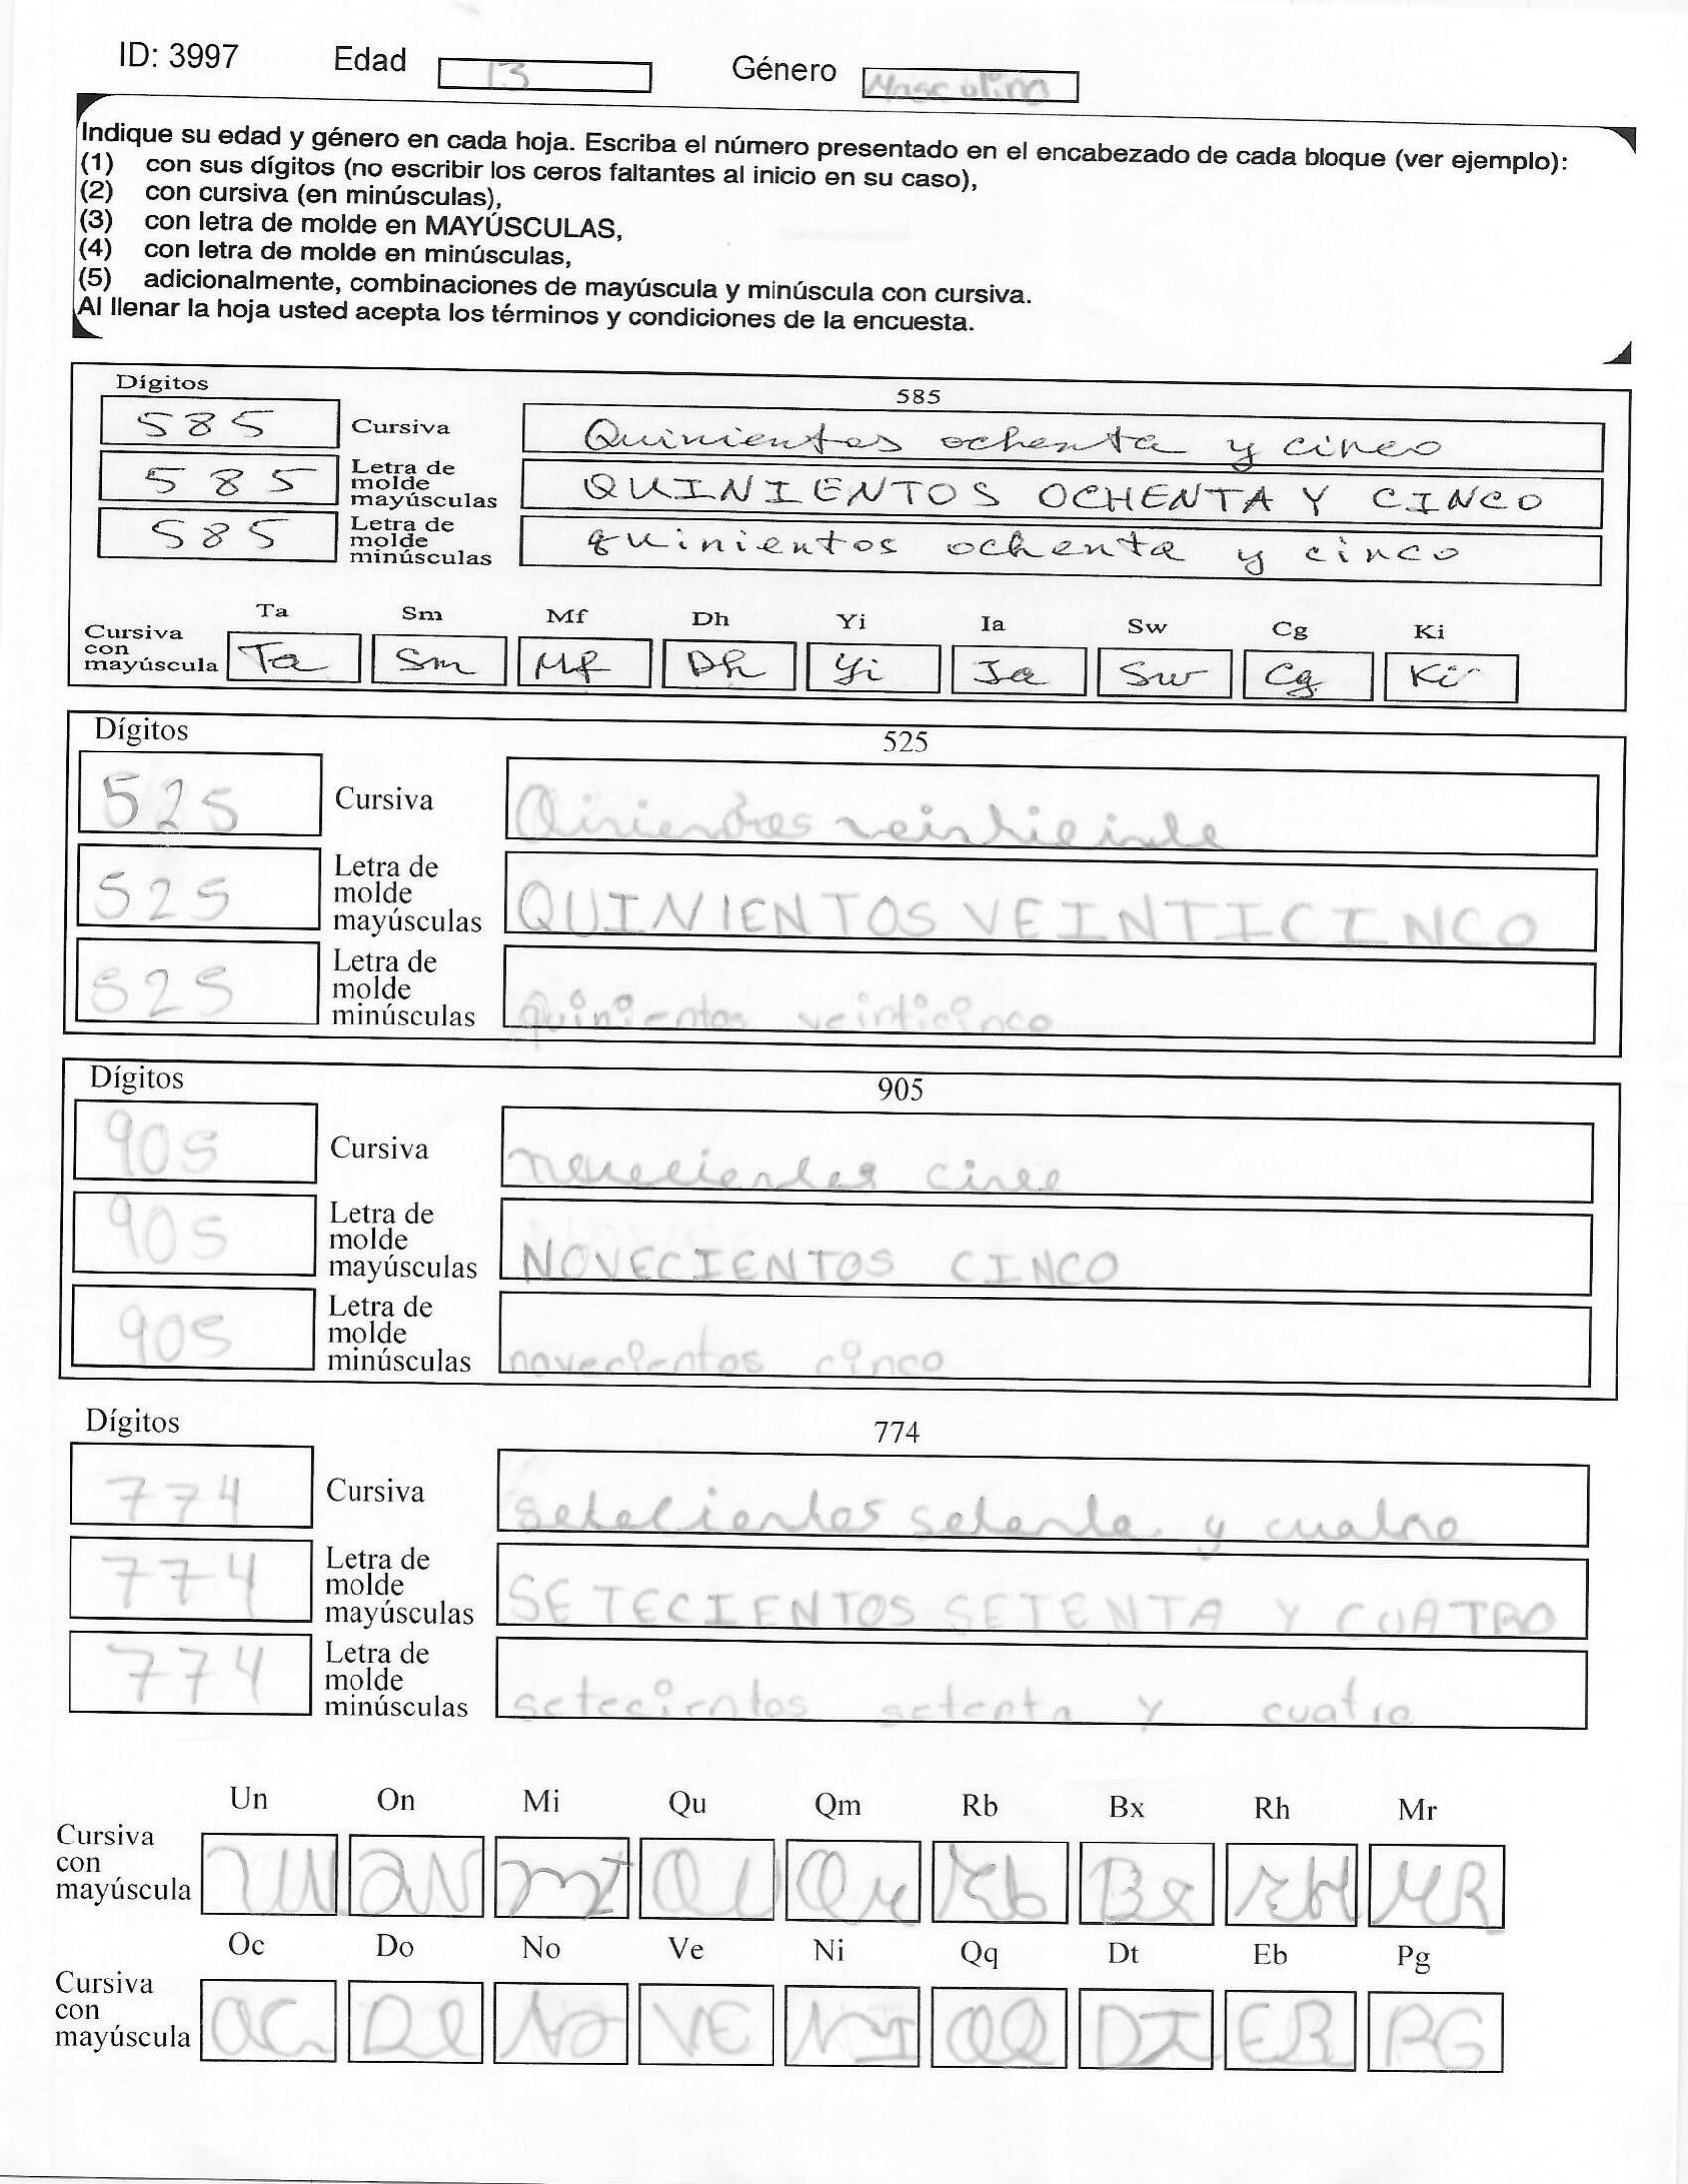 ID: 3997 Edad 13 Género Masculino
Indique su edad y género en cada hoja. Escriba el número presentado en el encabezado de cada bloque (ver ejemplo):
(1) con sus dígitos (no escribir los ceros faltantes al inicio en su caso),
(2) con cursiva (en minúsculas),
(3) con letra de molde en MAYÚSCULAS,
(4) con letra de molde en minúsculas,
(5) adicionalmente, combinaciones de mayúscula y minúscula con cursiva.
Al llenar la hoja usted acepta los términos y condiciones de la encuesta.
Dígitos 585
585 Cursiva Quinientos ochenta y cinco
585 Letra de molde mayúsculas QUINIENTOS OCHENTA Y CINCO
585 Letra de molde minúsculas quinientos ochenta y cinco
Ta Sm Mf Dh Yi Ia Sw Cg Ki
Cursiva con mayúscula Ta Sm Mf Dh Yi Ia Sw Cg Ki
Dígitos 525
525 Cursiva
525 Letra de molde mayúsculas QUINIENTOS VEINTICINCO
525 Letra de molde minúsculas quinientos veinticinco
Dígitos 905
905 Cursiva
905 Letra de molde mayúsculas NOVECIENTOS CINCO
905 Letra de molde minúsculas novecientos cinco
Dígitos 774
774 Cursiva setecientos setenta y cuatro
774 Letra de molde mayúsculas SETECIENTOS SETENTA Y CUATRO
774 Letra de molde minúsculas setecientos setenta y cuatro
Un On Mi Qu Qm Rb Bx Rh Mr
Cursiva con mayúscula UN ON MI QU QM Rb Bx RH MR
Oc Do No Ve Ni Qq Dt Eb Pg
Cursiva con mayúscula OC DO NO VE NI QQ DT EB PG